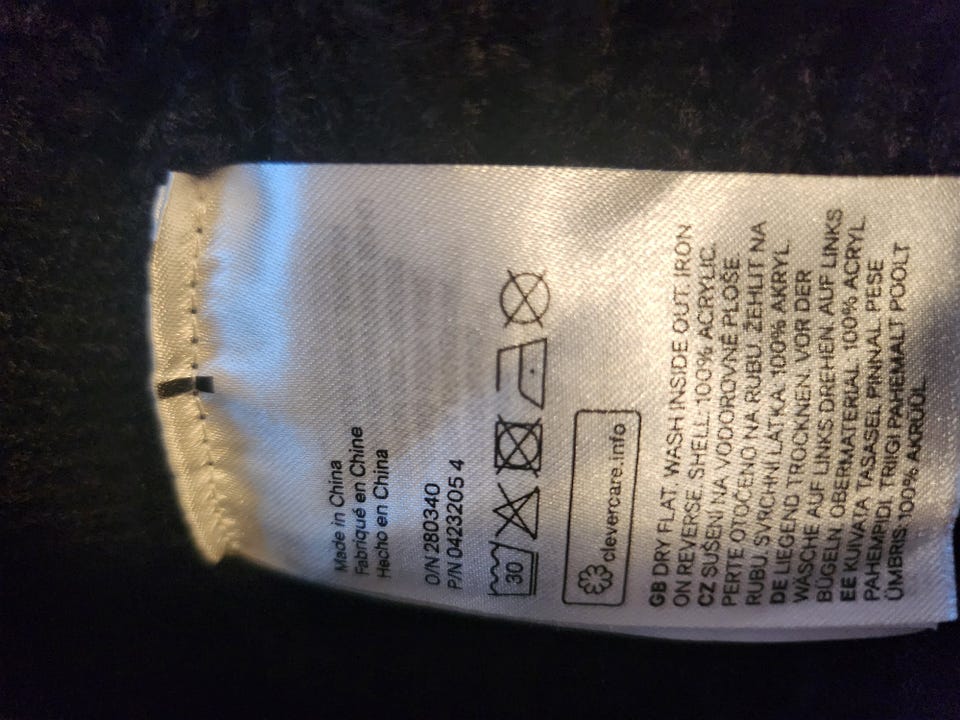 Made in China
Fabriqué en Chine
Hecho en China
O/N 280340
P/N 0423205 4
30
clevercare.info
GB DRY FLAT. WASH INSIDE OUT. IRON
ON REVERSE. SHELL: 100% ACRYLIC.
CZ SUŠENÍ NA VODOROVNÉ PLOŠE.
PERTE OTOČENO NA RUBU. ŽEHLIT NA
RUBU. SVRCHNÍ LÁTKA: 100% AKRYL.
DE LIEGEND TROCKNEN. VOR DER
WÄSCHE AUF LINKS DREHEN. AUF LINKS
BÜGELN. OBERMATERIAL: 100% ACRYL.
EE KUIVATA TASASEL PINNAL. PESE
PAHEMPIDI. TRIIGI PAHEMALT POOLT.
ÜMBRIS: 100% AKRÜÜL.